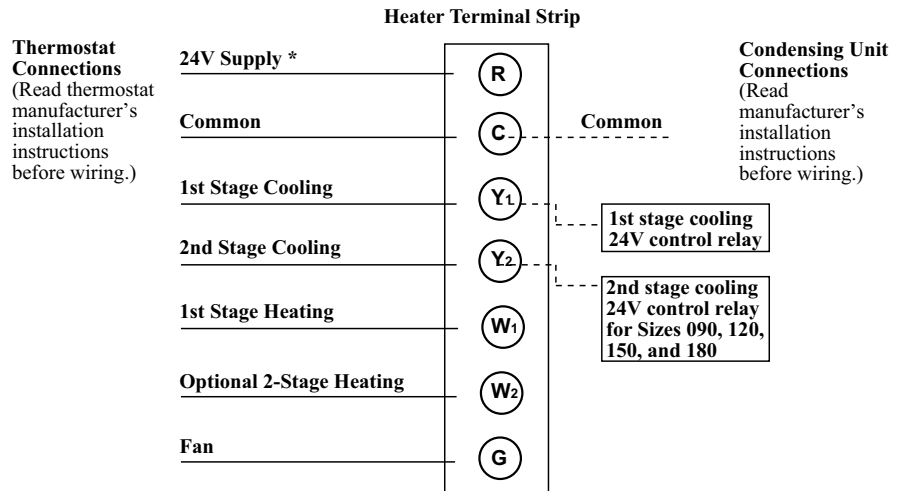 Heater Terminal Strip
Thermostat
Connections
(Read thermostat
manufacturer's
installation
instructions
before wiring.)
24V Supply *
Common
1st Stage Cooling
2nd Stage Cooling
1st Stage Heating
Optional 2-Stage Heating
Fan
R
C
Y1
Y2
W1
W2
G
Common
1st stage cooling
24V control relay
2nd stage cooling
24V control relay
for Sizes 090, 120,
150, and 180
Condensing Unit
Connections
(Read
manufacturer's
installation
instructions
before wiring.)